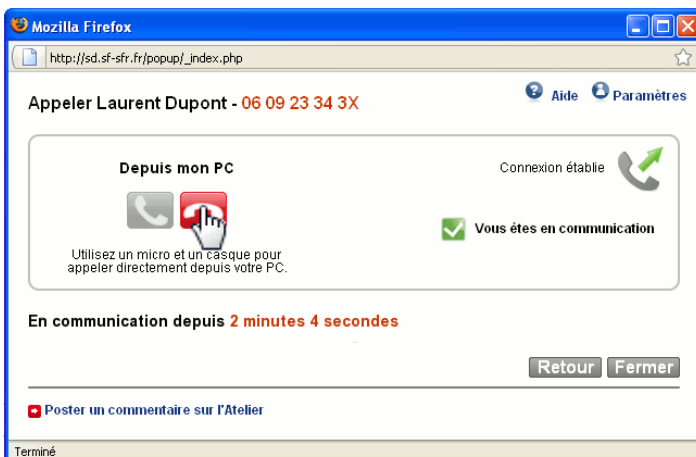 Mozilla Firefox
http://sd.sf-sfr.fr/popup/_index.php
Appeler Laurent Dupont - 06 09 23 34 3X
Aide Paramètres
Depuis mon PC
Connexion établie
Vous êtes en communication
Utilisez un micro et un casque pour
appeler directement depuis votre PC.
En communication depuis 2 minutes 4 secondes
Retour Fermer
Poster un commentaire sur l'Atelier
Terminé